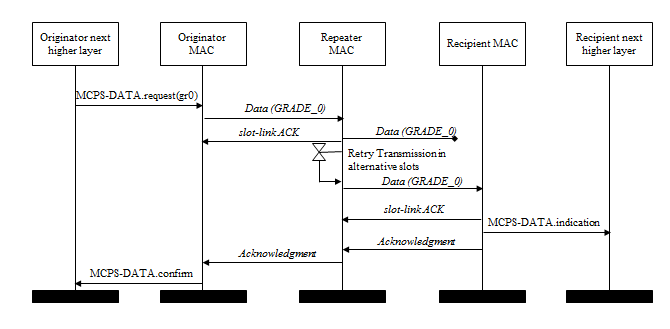 Originator next
higher layer
Originator
MAC
Repeater
MAC
Recipient MAC
Recipient next
higher layer
MCPS-DATA.request(gr0)
Data (GRADE_0)
slot-link ACK
Data (GRADE_0)
Retry Transmission in
alternative slots
Data (GRADE_0)
slot-link ACK
MCPS-DATA.indication
Acknowledgment
Acknowledgment
MCPS-DATA.confirm